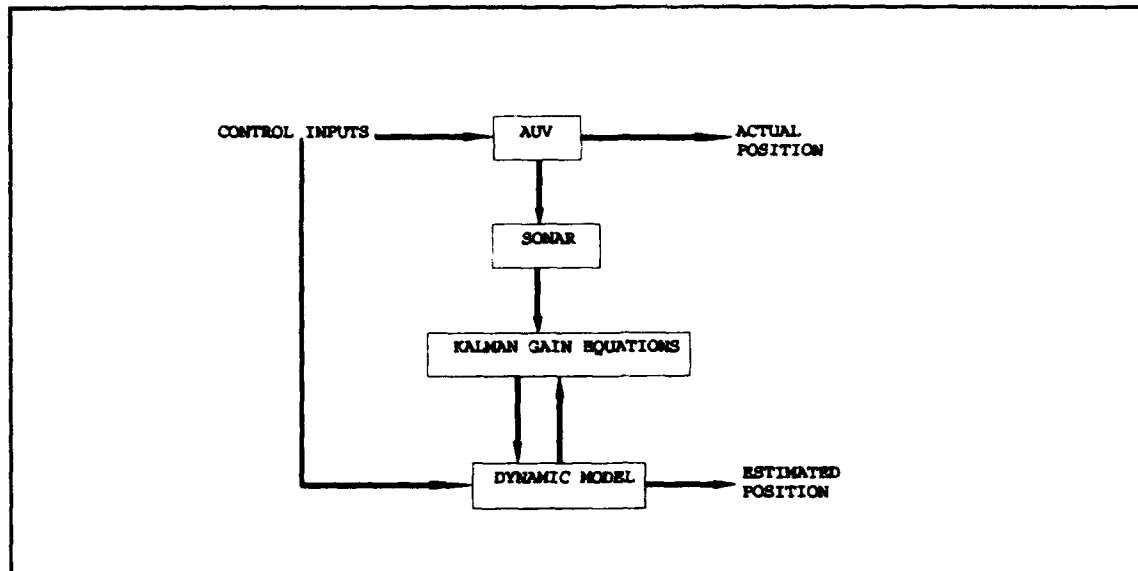 CONTROL INPUTS
AUV
ACTUAL
POSITION
SONAR
KALMAN GAIN EQUATIONS
DYNAMIC MODEL
ESTIMATED
POSITION